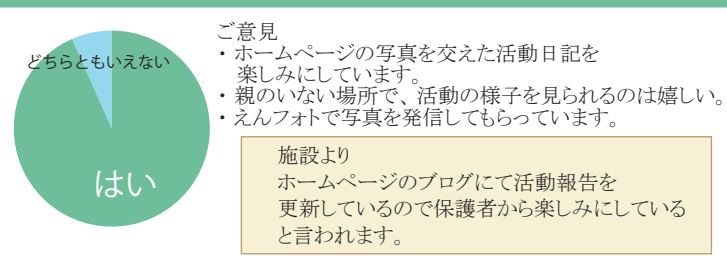 どちらともいえない
はい
ご意見
・ホームページの写真を交えた活動日記を
楽しみにしています。
・親のいない場所で、活動の様子を見られるのは嬉しい。
・えんフォトで写真を発信してもらっています。
施設より
ホームページのブログにて活動報告を
更新しているので保護者から楽しみにしている
と言われます。